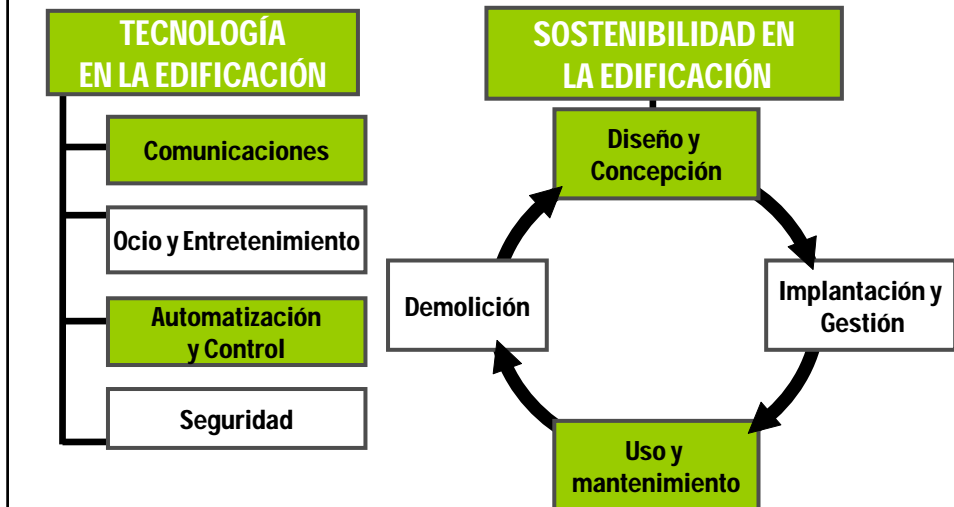 TECNOLOGÍA
EN LA EDIFICACIÓN
Comunicaciones
Ocio y Entretenimiento
Automatización
y Control
Seguridad
SOSTENIBILIDAD EN
LA EDIFICACIÓN
Diseño y
Concepción
Implantación y
Gestión
Uso y
mantenimiento
Demolición